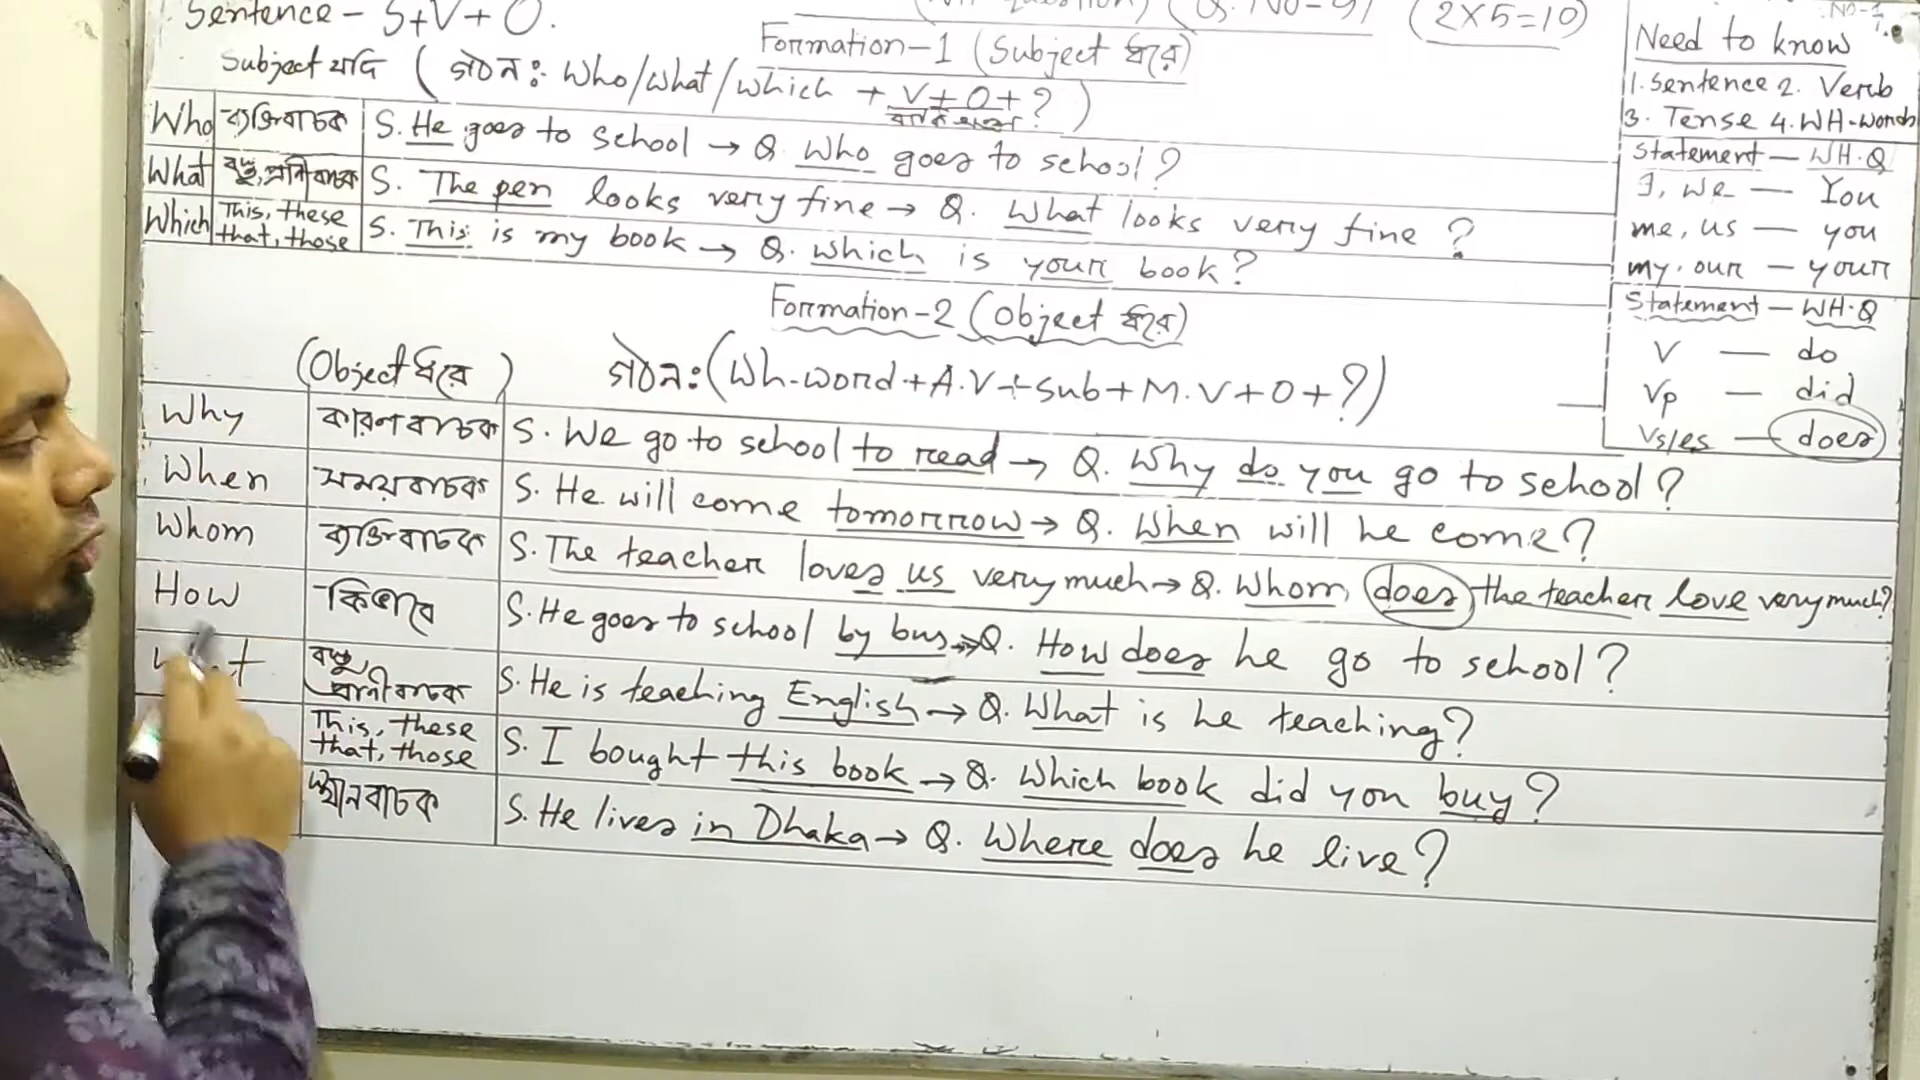 Sentence - S+V+O.
(2x5=10)
Formation-1 (Subject ধরে)
Subject যদি (গঠন: Who/What/Which + V+O+?)
Who ব্যক্তিবাচক S. He goes to school → Q. Who goes to school?
What বস্তু, প্রাণীবাচক S. The pen looks very fine → Q. What looks very fine?
Which This, these that, those S. This is my book → Q. Which is your book?
Formation-2 (Object ধরে)
(Object ধরে) গঠন: (Wh-word + A.V + Sub + M.V + O + ?)
Why কারণবাচক S. We go to school to read → Q. Why do you go to school?
When সময়বাচক S. He will come tomorrow → Q. When will he come?
Whom ব্যক্তিবাচক S. The teacher loves us very much → Q. Whom does the teacher love very much?
How কিভাবে S. He goes to school by bus → Q. How does he go to school?
বস্তু, প্রাণীবাচক S. He is teaching English → Q. What is he teaching?
This, these that, those S. I bought this book → Q. Which book did you buy?
স্থানবাচক S. He lives in Dhaka → Q. Where does he live?
Need to know
1. Sentence 2. Verb
3. Tense 4. WH-words
Statement — WH.Q
I, We — You
me, us — you
my, our — your
Statement — WH.Q
V — do
Vp — did
Vs/es — does